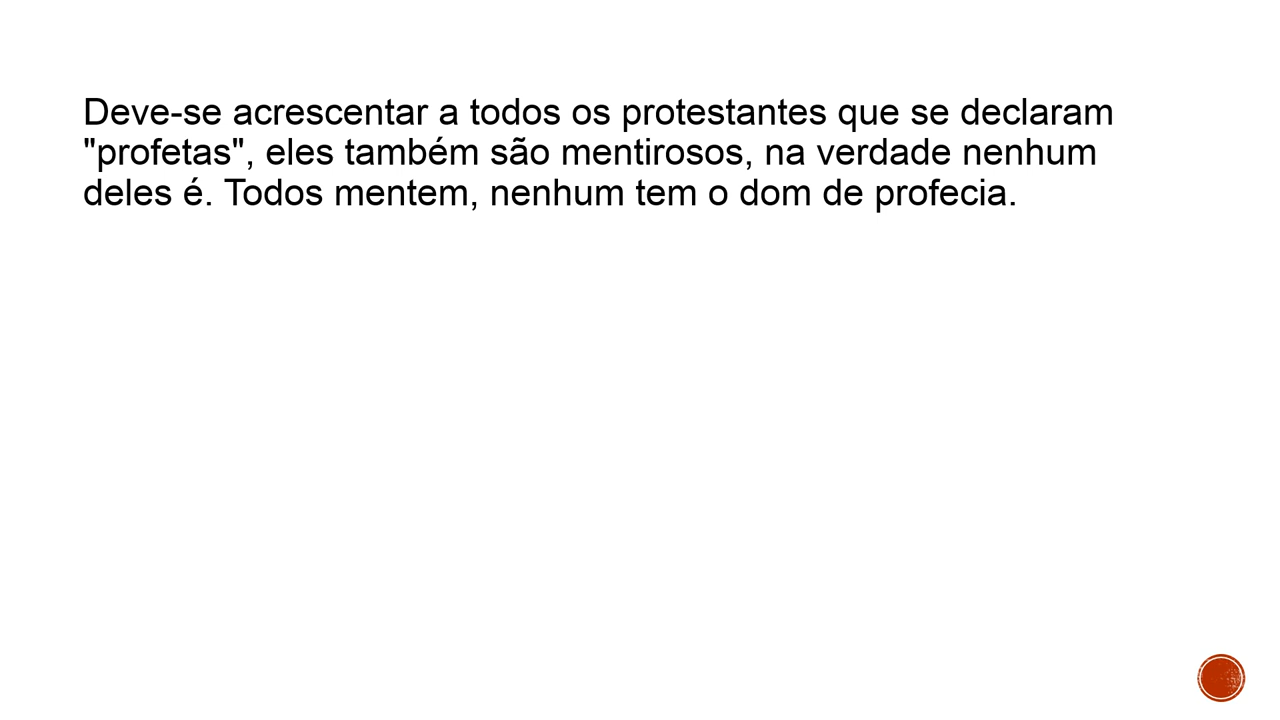 Deve-se acrescentar a todos os protestantes que se declaram
"profetas", eles também são mentirosos, na verdade nenhum
deles é. Todos mentem, nenhum tem o dom de profecia.